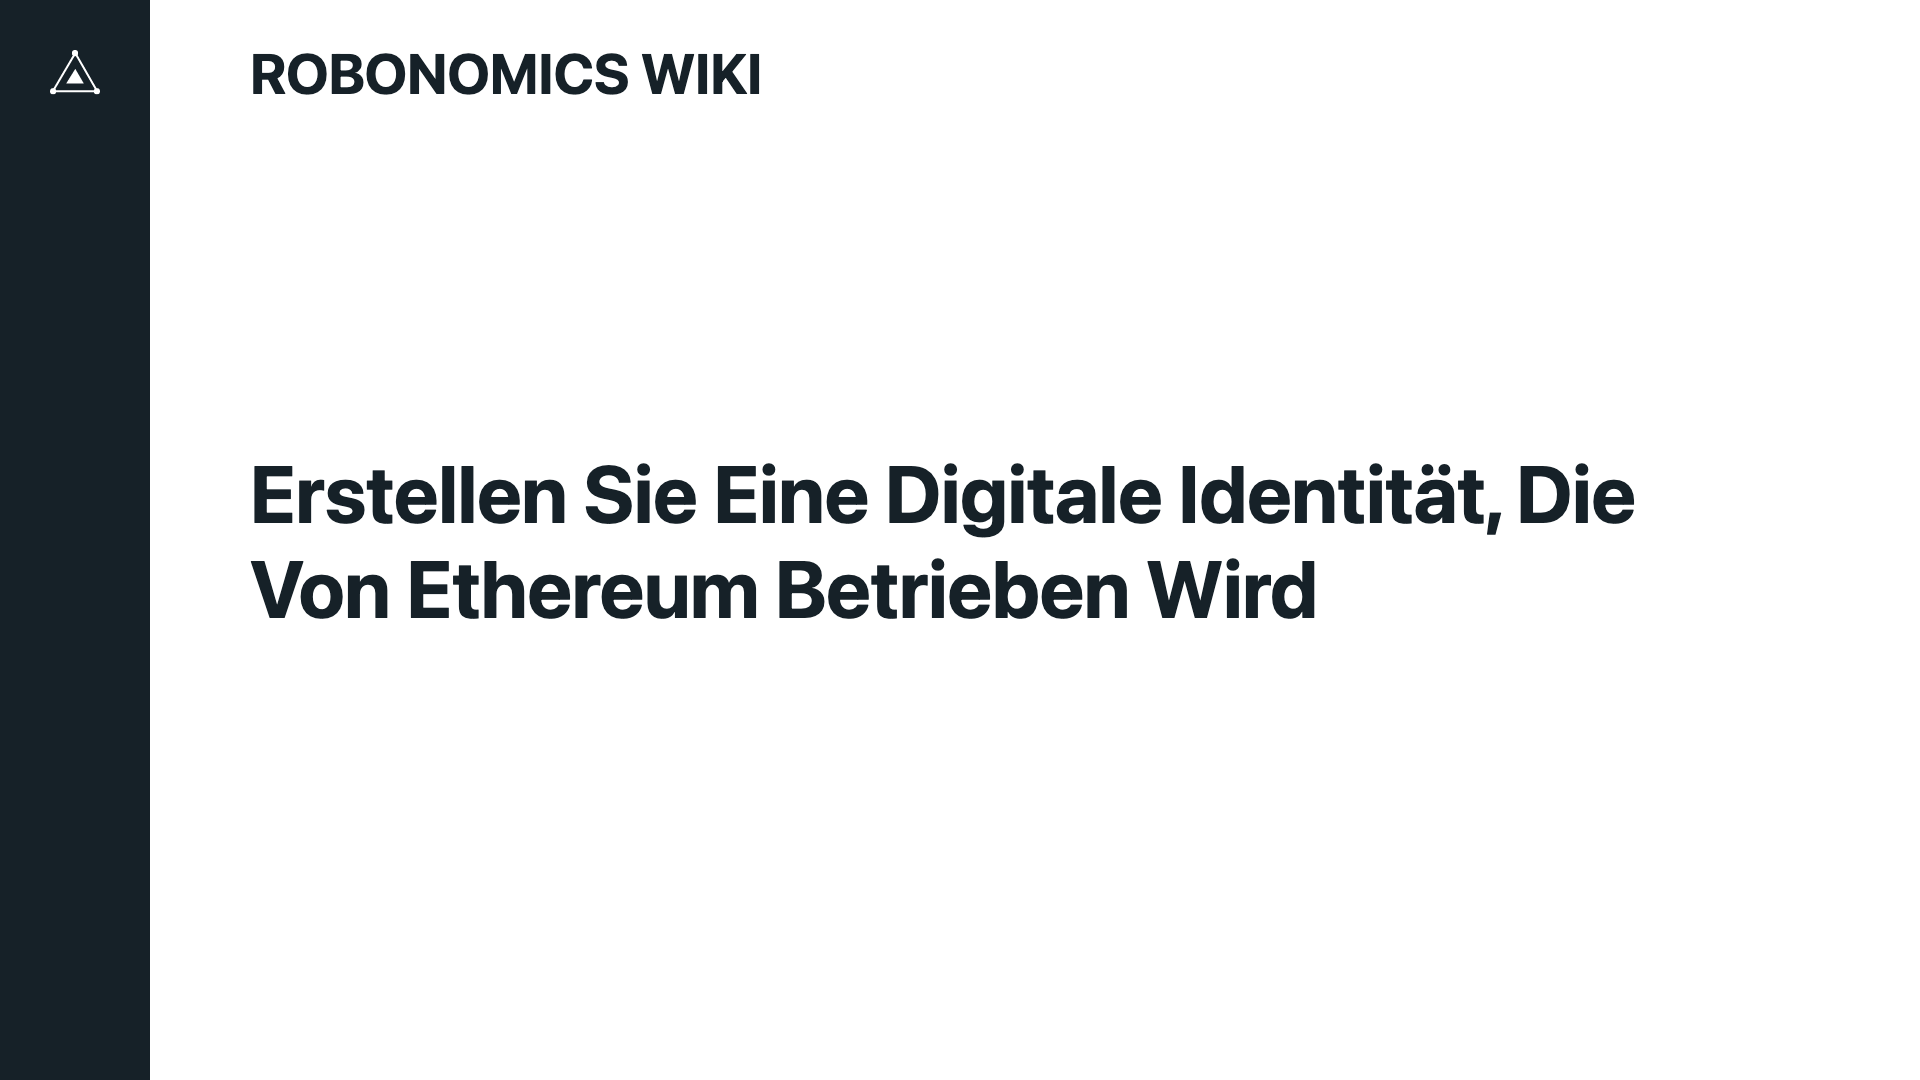 ROBONOMICS WIKI
Erstellen Sie Eine Digitale Identität, Die
Von Ethereum Betrieben Wird